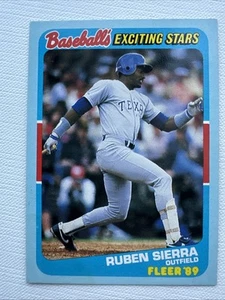 Baseball's EXCITING STARS
TEXAS
RUBEN SIERRA
OUTFIELD
FLEER '89